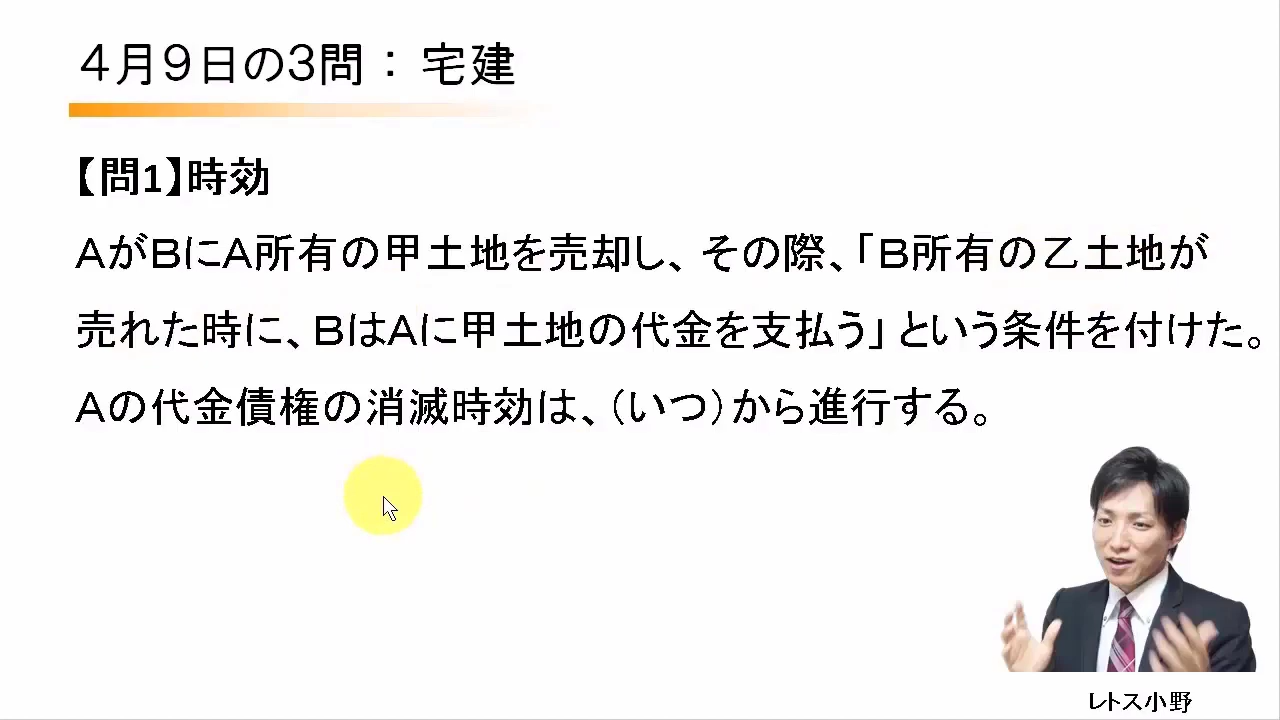 ４月９日の３問：宅建
【問1】時効
ＡがＢにＡ所有の甲土地を売却し、その際、「Ｂ所有の乙土地が
売れた時に、ＢはＡに甲土地の代金を支払う」という条件を付けた。
Ａの代金債権の消滅時効は、（いつ）から進行する。
レトス小野